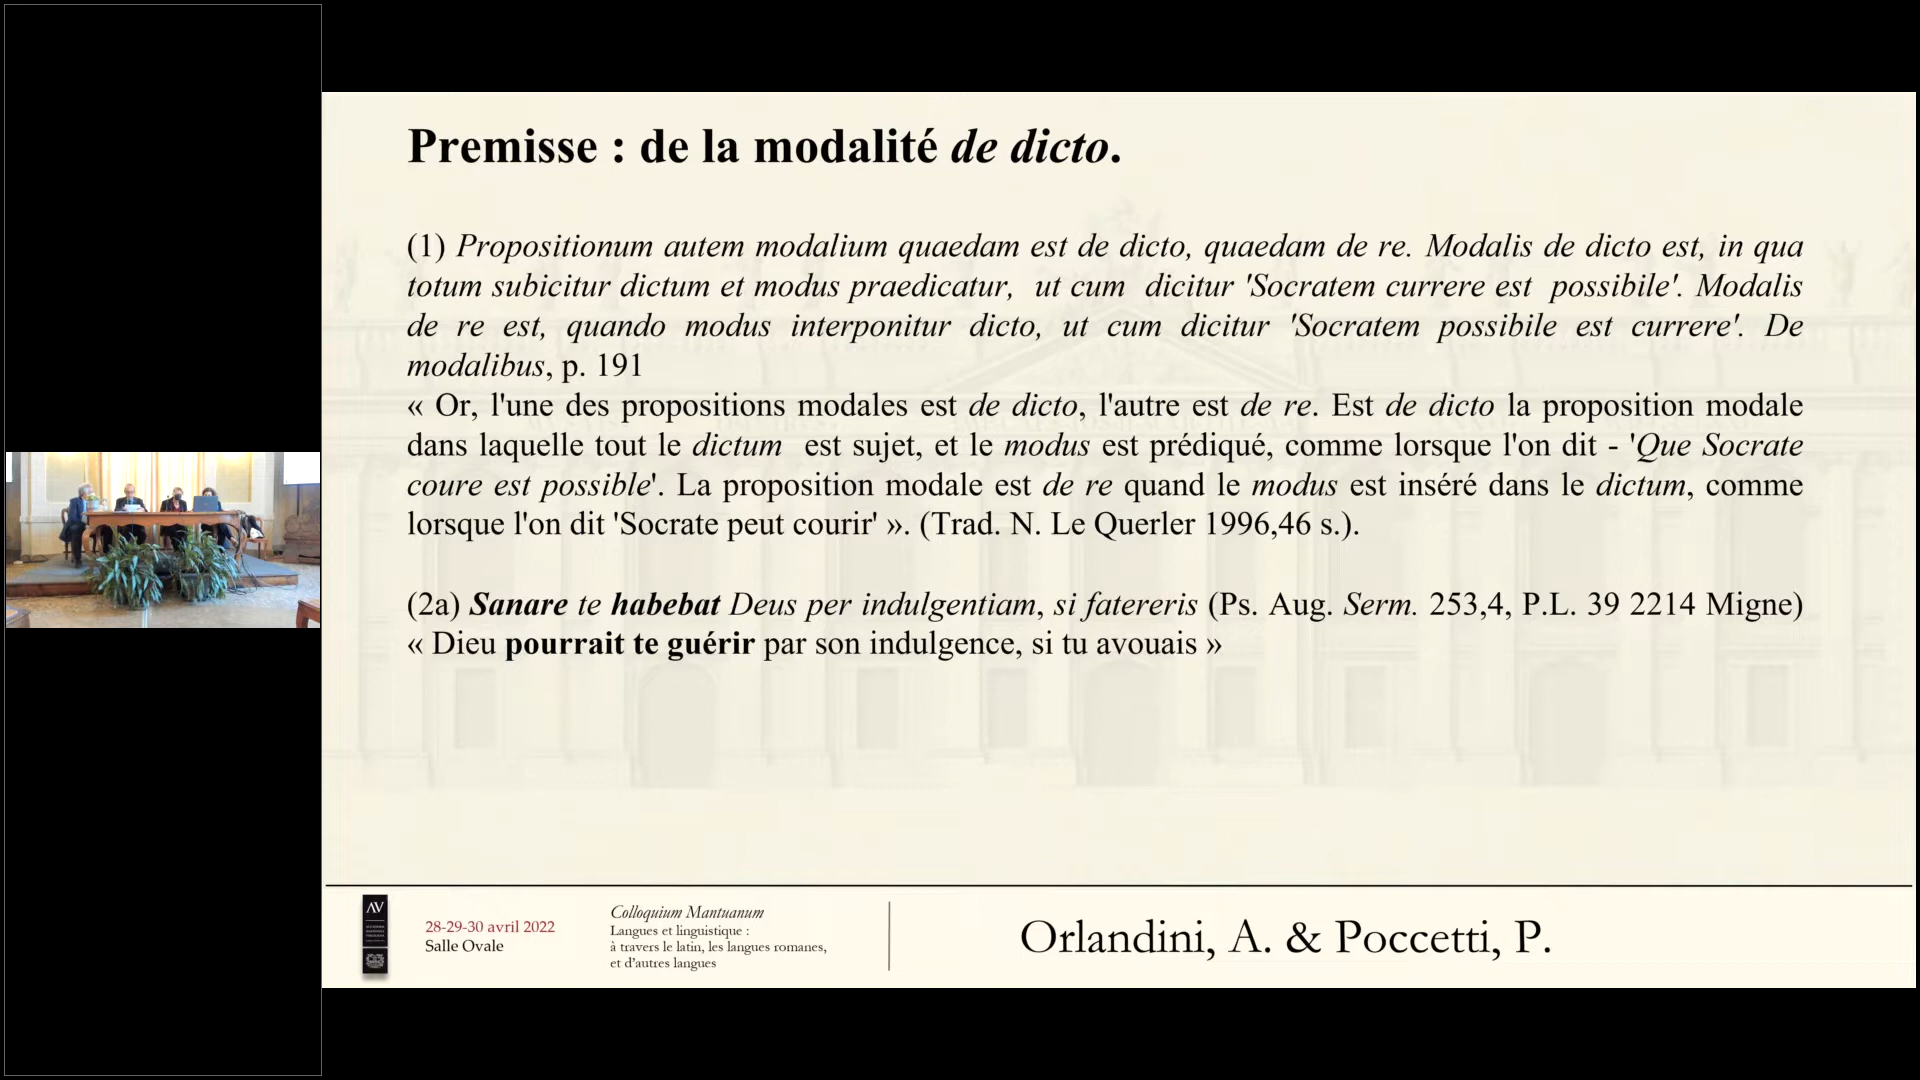 Premisse : de la modalité de dicto.
(1) Propositionum autem modalium quaedam est de dicto, quaedam de re. Modalis de dicto est, in qua
totum subicitur dictum et modus praedicatur, ut cum dicitur 'Socratem currere est possibile'. Modalis
de re est, quando modus interponitur dicto, ut cum dicitur 'Socratem possibile est currere'. De
modalibus, p. 191
« Or, l'une des propositions modales est de dicto, l'autre est de re. Est de dicto la proposition modale
dans laquelle tout le dictum est sujet, et le modus est prédiqué, comme lorsque l'on dit - 'Que Socrate
coure est possible'. La proposition modale est de re quand le modus est inséré dans le dictum, comme
lorsque l'on dit 'Socrate peut courir' ». (Trad. N. Le Querler 1996,46 s.).
(2a) Sanare te habebat Deus per indulgentiam, si fatereris (Ps. Aug. Serm. 253,4, P.L. 39 2214 Migne)
« Dieu pourrait te guérir par son indulgence, si tu avouais »
AV
28-29-30 avril 2022
Salle Ovale
Colloquium Mantuanum
Langues et linguistique :
à travers le latin, les langues romanes,
et d'autres langues
Orlandini, A. & Poccetti, P.